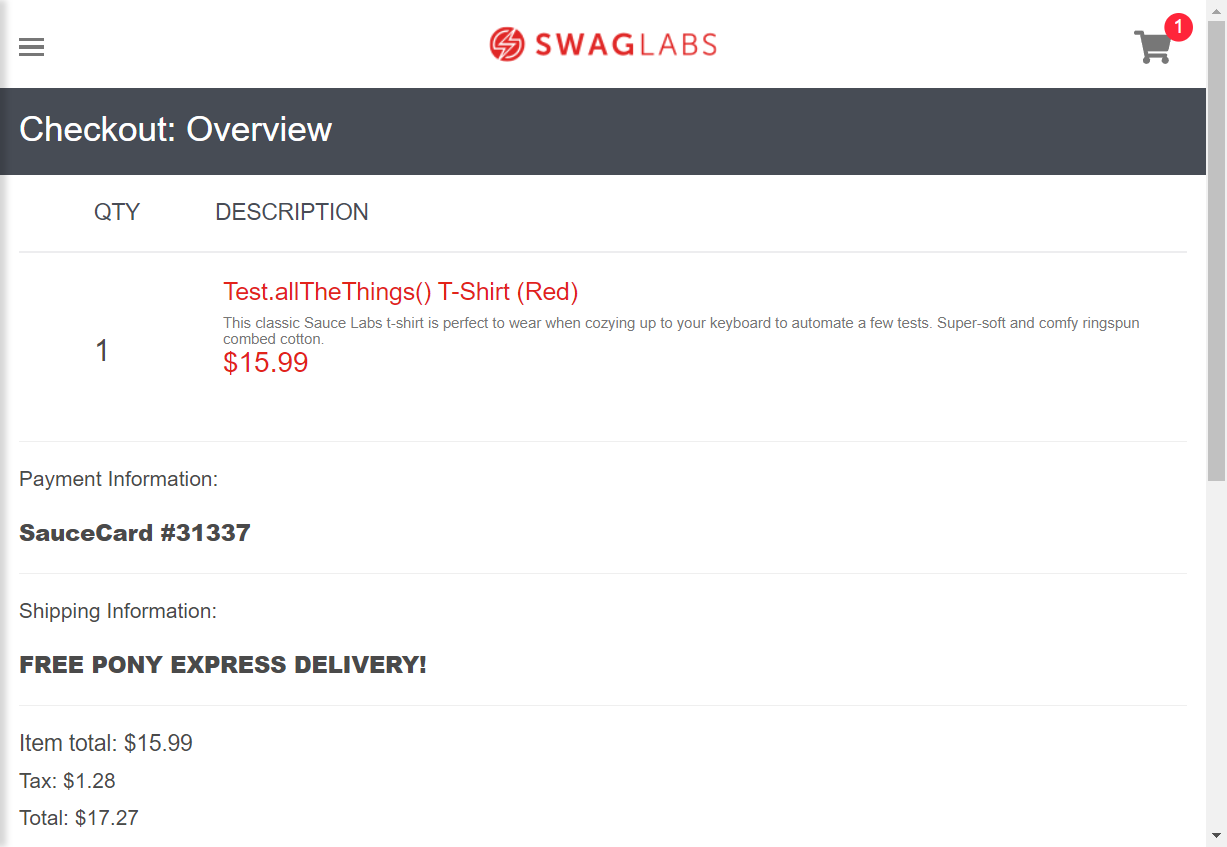 SWAGLABS
1
Checkout: Overview
QTY DESCRIPTION
Test.allTheThings() T-Shirt (Red)
This classic Sauce Labs t-shirt is perfect to wear when cozying up to your keyboard to automate a few tests. Super-soft and comfy ringspun
combed cotton.
1
$15.99
Payment Information:
SauceCard #31337
Shipping Information:
FREE PONY EXPRESS DELIVERY!
Item total: $15.99
Tax: $1.28
Total: $17.27